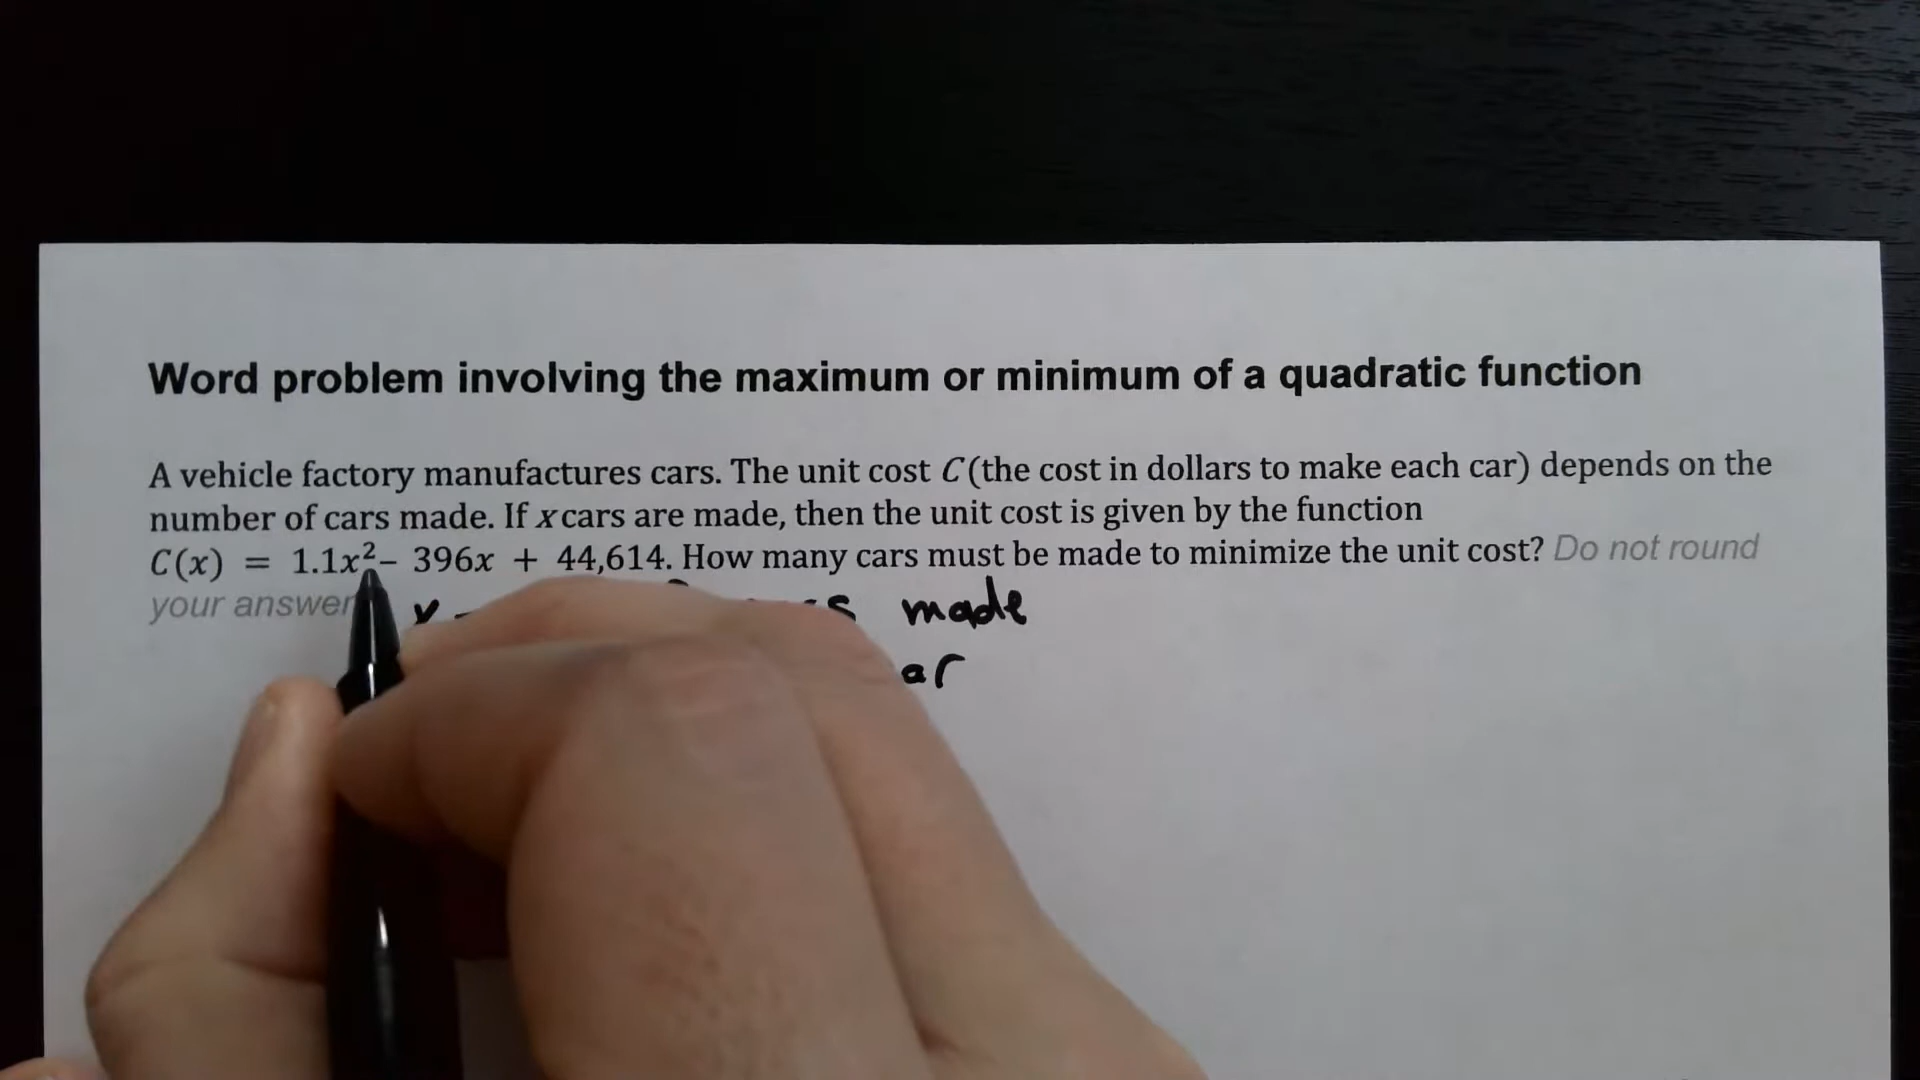 Word problem involving the maximum or minimum of a quadratic function
A vehicle factory manufactures cars. The unit cost C (the cost in dollars to make each car) depends on the
number of cars made. If x cars are made, then the unit cost is given by the function
C(x) = 1.1x²– 396x + 44,614. How many cars must be made to minimize the unit cost? Do not round
your answer
made